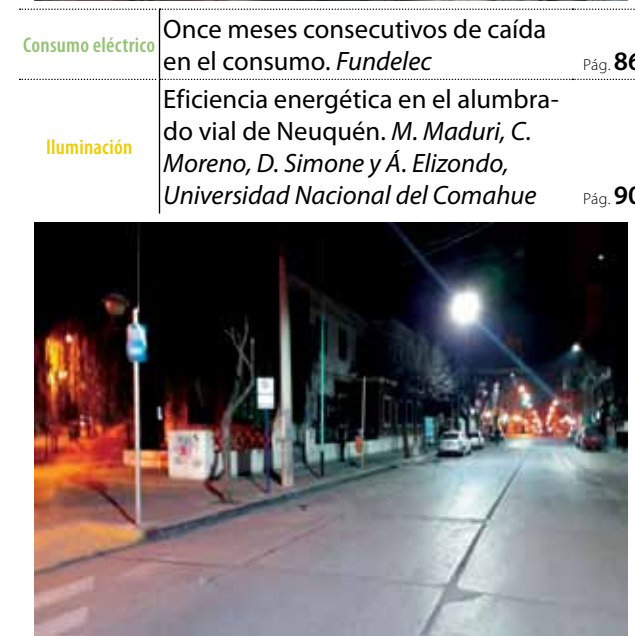 Consumo eléctrico
Once meses consecutivos de caída
en el consumo. Fundelec
Pág. 86
Iluminación
Eficiencia energética en el alumbra-
do vial de Neuquén. M. Maduri, C.
Moreno, D. Simone y Á. Elizondo,
Universidad Nacional del Comahue
Pág. 90